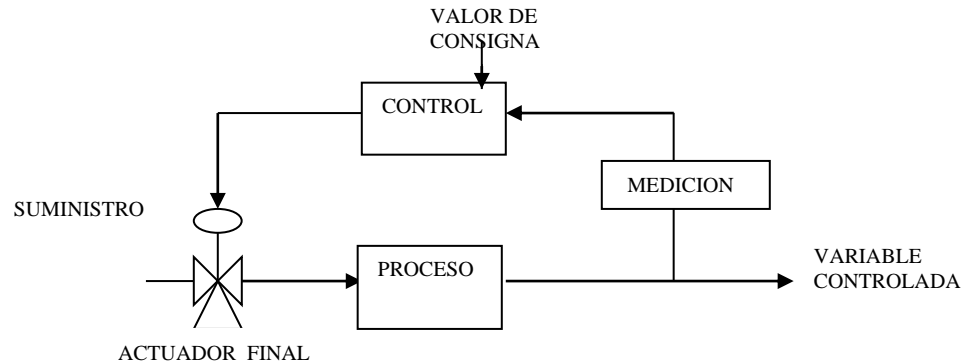 VALOR DE
CONSIGNA
CONTROL
MEDICION
SUMINISTRO
PROCESO
VARIABLE
CONTROLADA
ACTUADOR FINAL